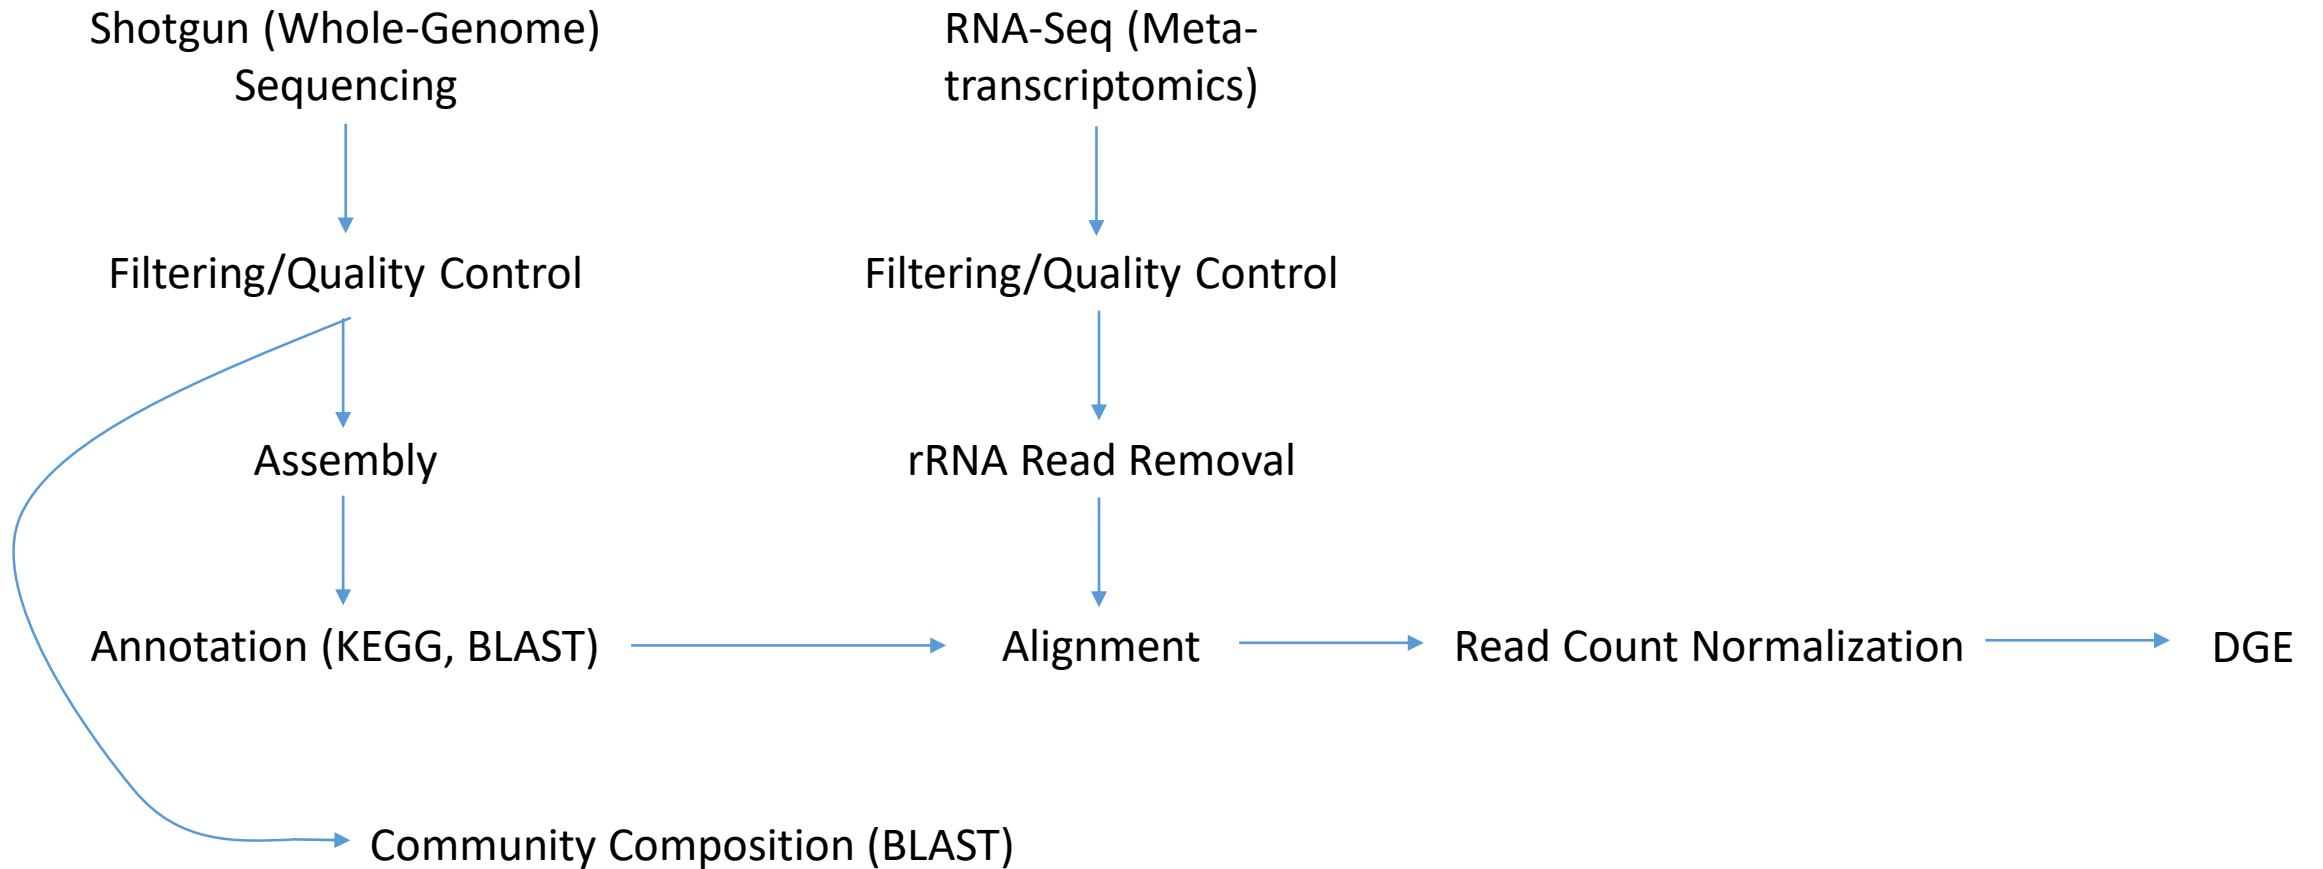 Shotgun (Whole-Genome)
Sequencing
RNA-Seq (Meta-
transcriptomics)
Filtering/Quality Control
Filtering/Quality Control
Assembly
rRNA Read Removal
Annotation (KEGG, BLAST)
Alignment
Read Count Normalization
DGE
Community Composition (BLAST)